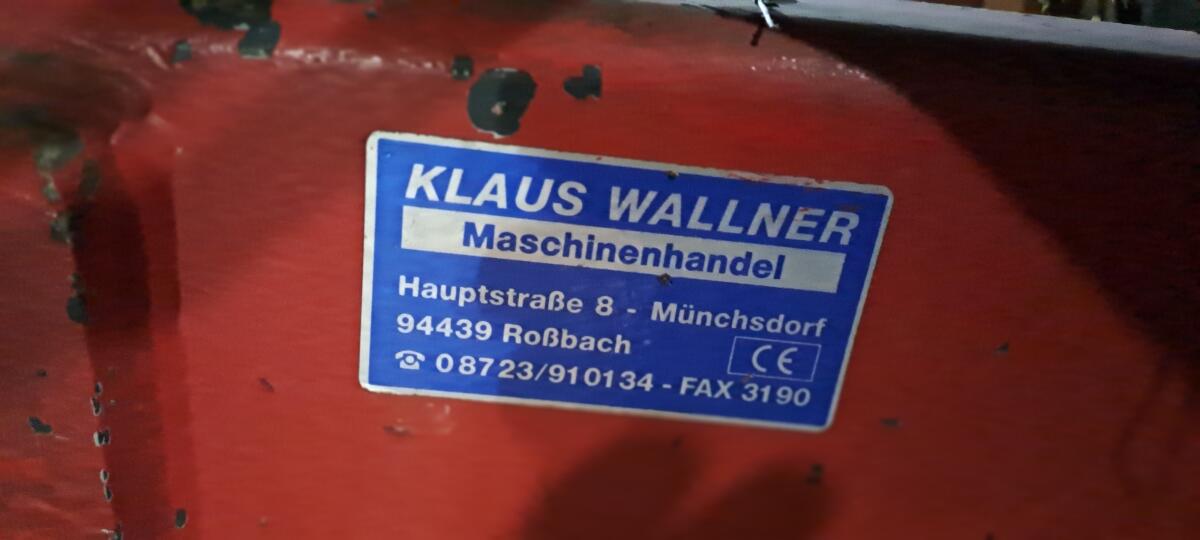 KLAUS WALLNER
Maschinenhandel
Hauptstraße 8 - Münchsdorf
94439 Roßbach
CE
☎ 08723/910134 - FAX 3190